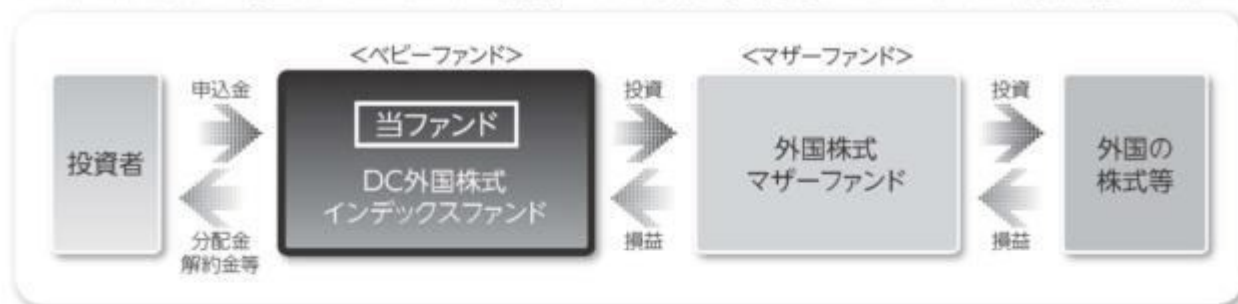 <ベビーファンド>
<マザーファンド>
投資者
申込金
分配金
解約金等
当ファンド
DC外国株式
インデックスファンド
投資
損益
外国株式
マザーファンド
投資
損益
外国の
株式等